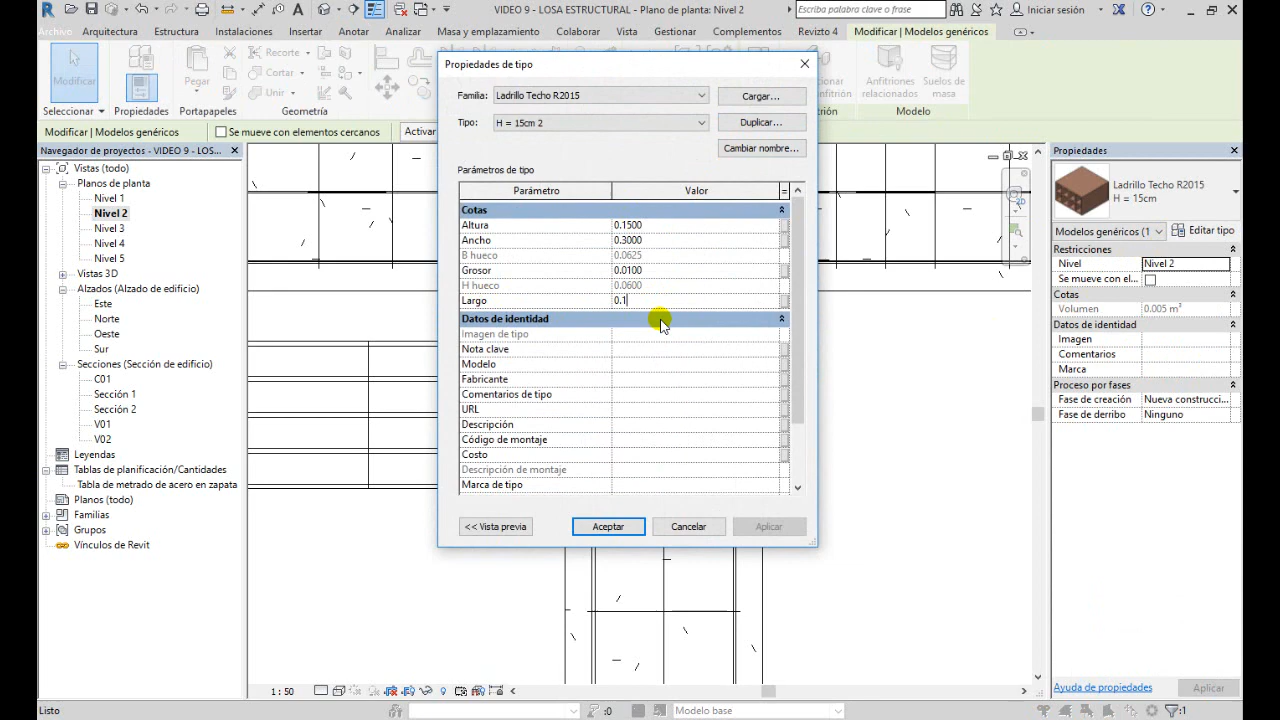 VIDEO 9 - LOSA ESTRUCTURAL - Plano de planta: Nivel 2
Escriba palabra clave o frase
Iniciar sesión
Archivo
Arquitectura
Estructura
Instalaciones
Insertar
Anotar
Analizar
Masa y emplazamiento
Colaborar
Vista
Gestionar
Complementos
Revizto 4
Modificar | Modelos genéricos
Modificar
Propiedades
Pegar
Recorte
Cortar
Unir
Anfitriones
relacionados
Suelos de
masa
Seleccionar
Propiedades
Portapapeles
Geometría
Modelo
Modificar | Modelos genéricos
Se mueve con elementos cercanos
Navegador de proyectos - VIDEO 9 - LOS...
Vistas (todo)
Planos de planta
Nivel 1
Nivel 2
Nivel 3
Nivel 4
Nivel 5
Vistas 3D
Alzados (Alzado de edificio)
Este
Norte
Oeste
Sur
Secciones (Sección de edificio)
C01
Sección 1
Sección 2
V01
V02
Leyendas
Tablas de planificación/Cantidades
Tabla de metrado de acero en zapata
Planos (todo)
Familias
Grupos
Vínculos de Revit
Propiedades de tipo
Familia:
Ladrillo Techo R2015
Cargar...
Tipo:
H = 15cm 2
Duplicar...
Cambiar nombre...
Parámetros de tipo
Parámetro
Valor
=
Cotas
Altura
0.1500
Ancho
0.3000
B hueco
0.0625
Grosor
0.0100
H hueco
0.0600
Largo
0.1
Datos de identidad
Imagen de tipo
Nota clave
Modelo
Fabricante
Comentarios de tipo
URL
Descripción
Código de montaje
Costo
Descripción de montaje
Marca de tipo
<< Vista previa
Aceptar
Cancelar
Aplicar
Propiedades
Ladrillo Techo R2015
H = 15cm
Modelos genéricos (1
Editar tipo
Restricciones
Nivel
Nivel 2
Se mueve con el...
Cotas
Volumen
0.005 m³
Datos de identidad
Imagen
Comentarios
Marca
Proceso por fases
Fase de creación
Nueva construcci...
Fase de derribo
Ninguno
Ayuda de propiedades
Aplicar
1 : 50
Listo
:0
Modelo base
:1